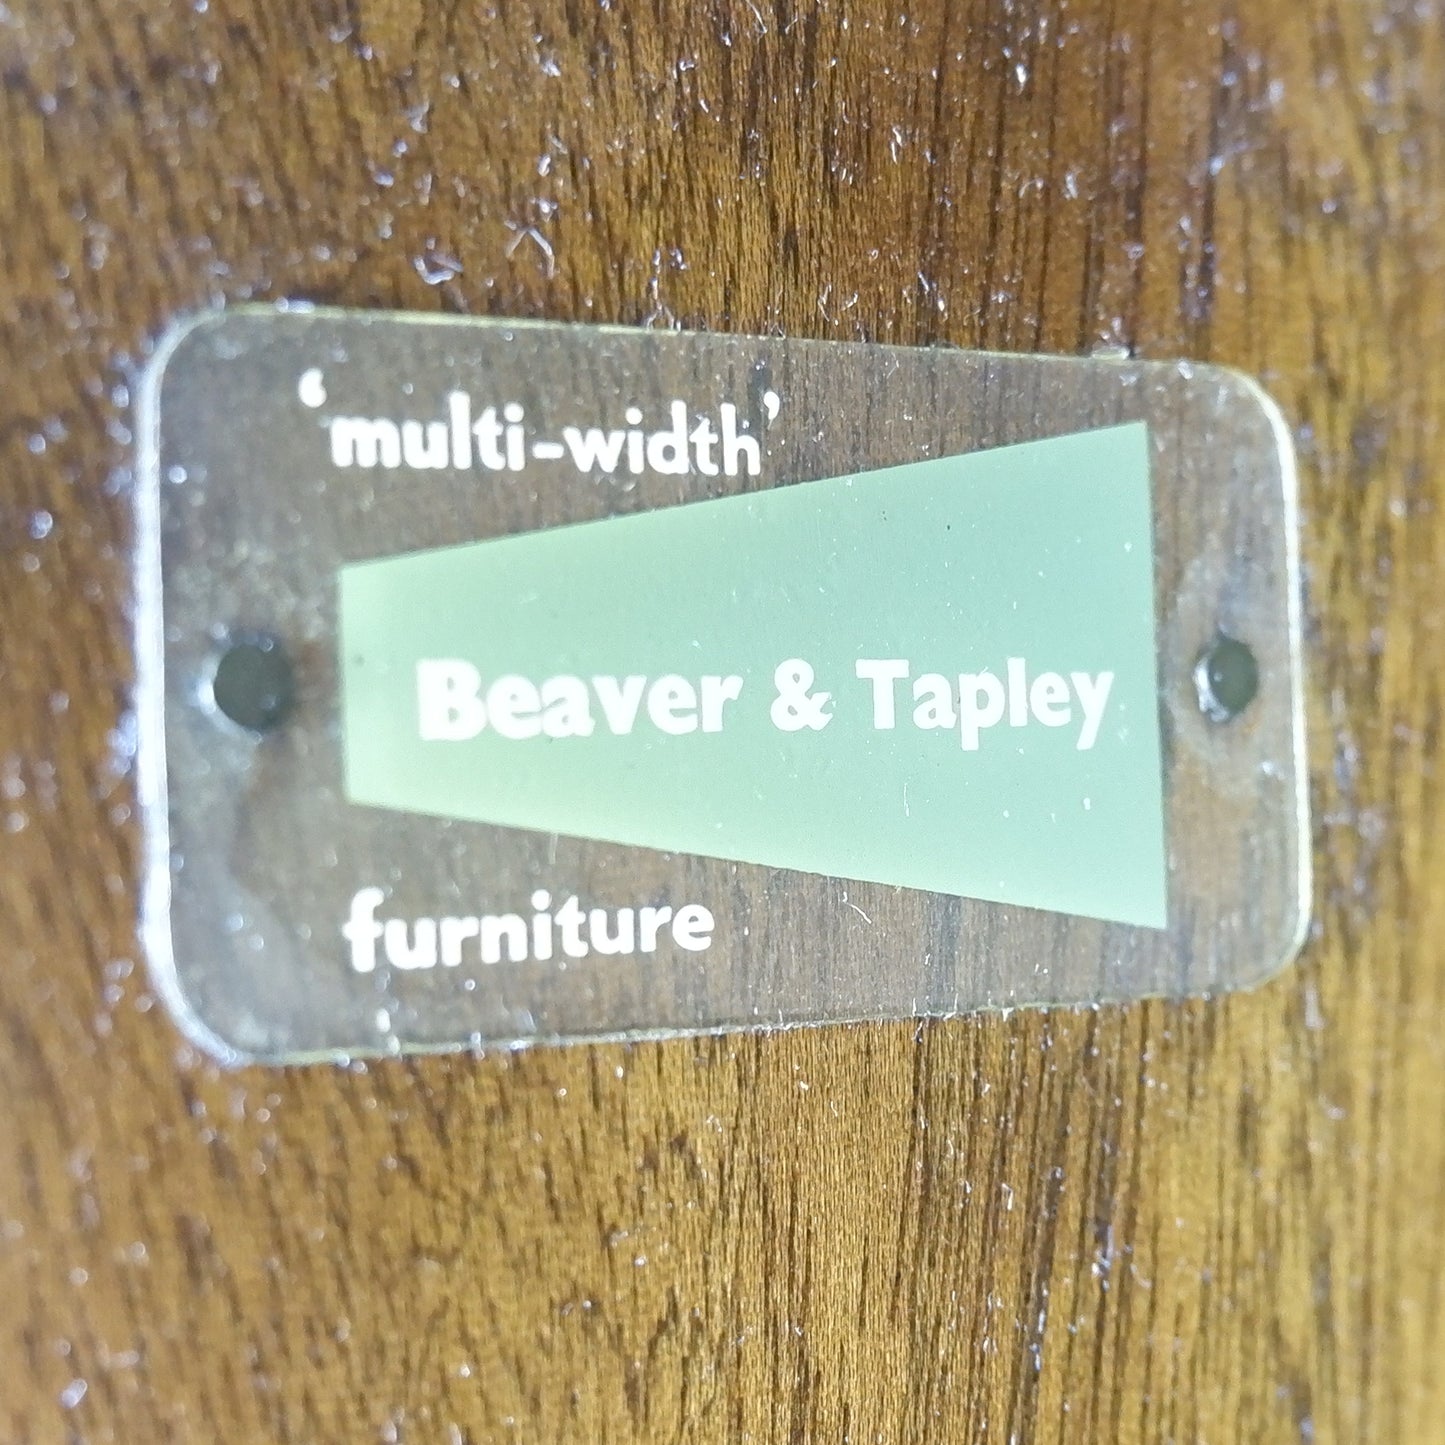 ‘multi-width’
Beaver & Tapley
furniture